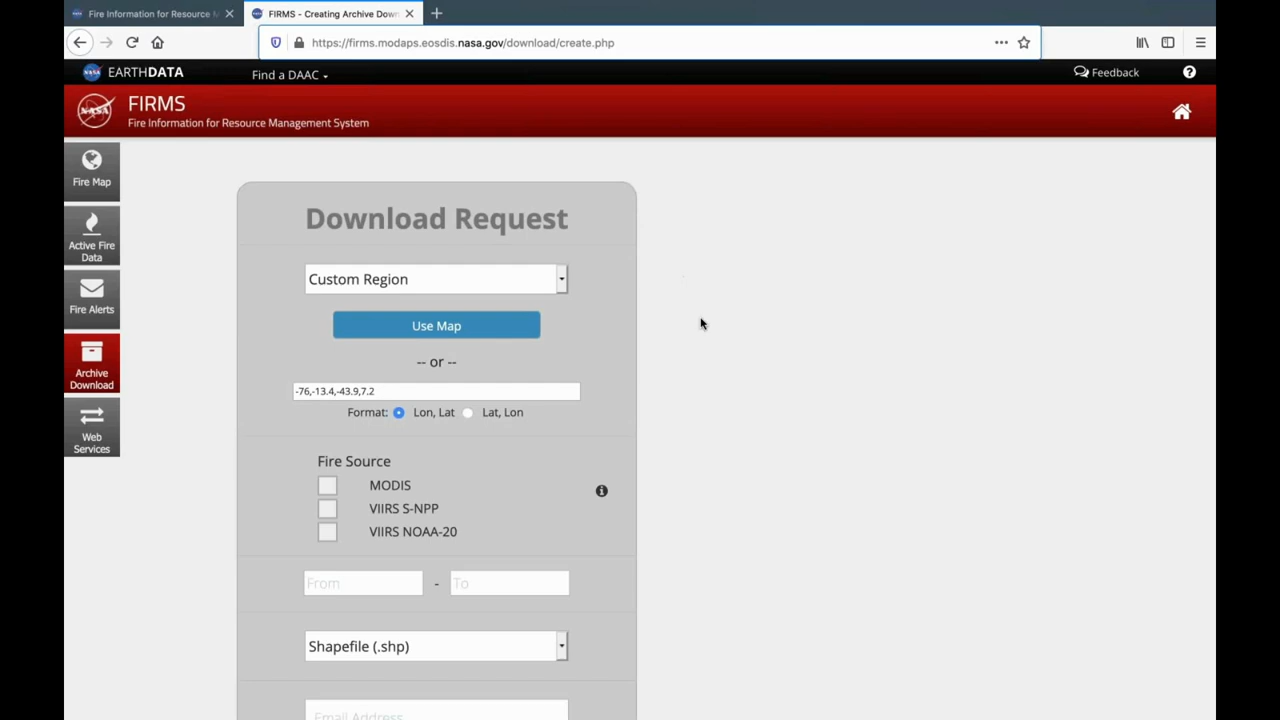 Fire Information for Resource M
FIRMS - Creating Archive Down
https://firms.modaps.eosdis.nasa.gov/download/create.php
EARTHDATA
Find a DAAC
Feedback
?
NASA
FIRMS
Fire Information for Resource Management System
Fire Map
Active Fire
Data
Fire Alerts
Archive
Download
Web
Services
Download Request
Custom Region
Use Map
-- or --
-76,-13.4,-43.9,7.2
Format: Lon, Lat Lat, Lon
Fire Source
MODIS
VIIRS S-NPP
VIIRS NOAA-20
From - To
Shapefile (.shp)
Email Address